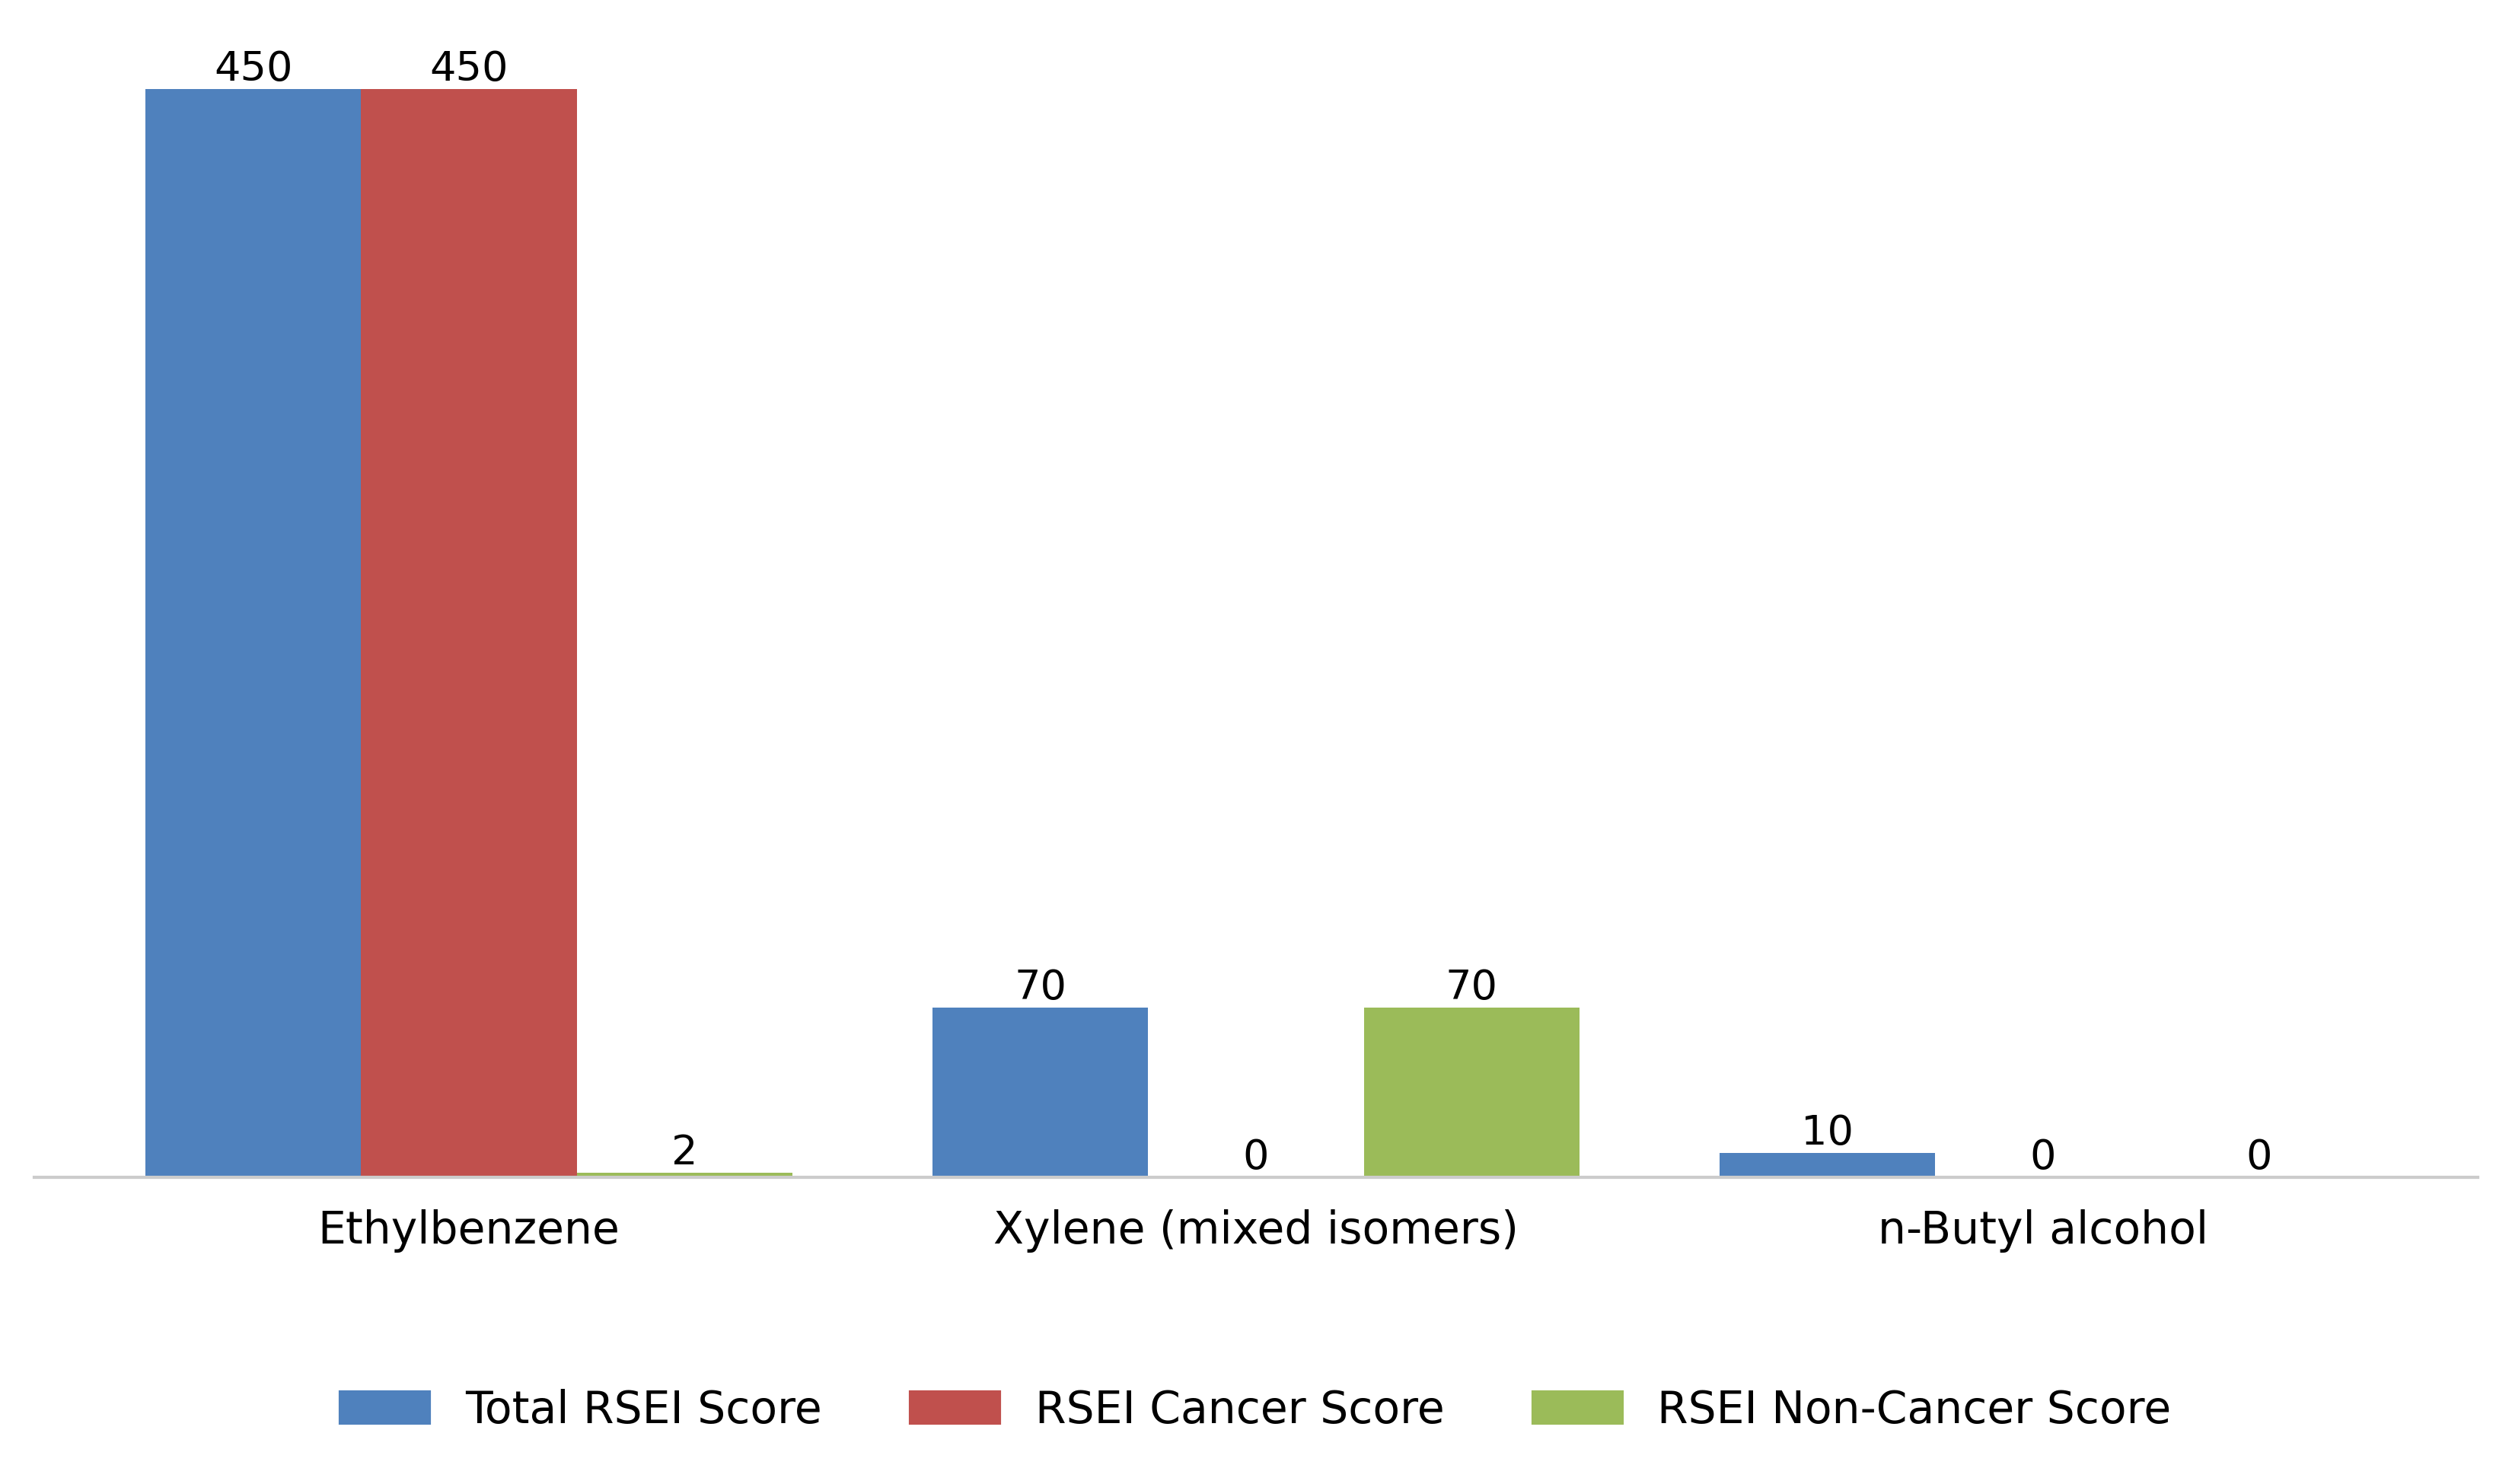 450 450
2
70 0 70
10 0 0
Ethylbenzene Xylene (mixed isomers) n-Butyl alcohol
Total RSEI Score RSEI Cancer Score RSEI Non-Cancer Score